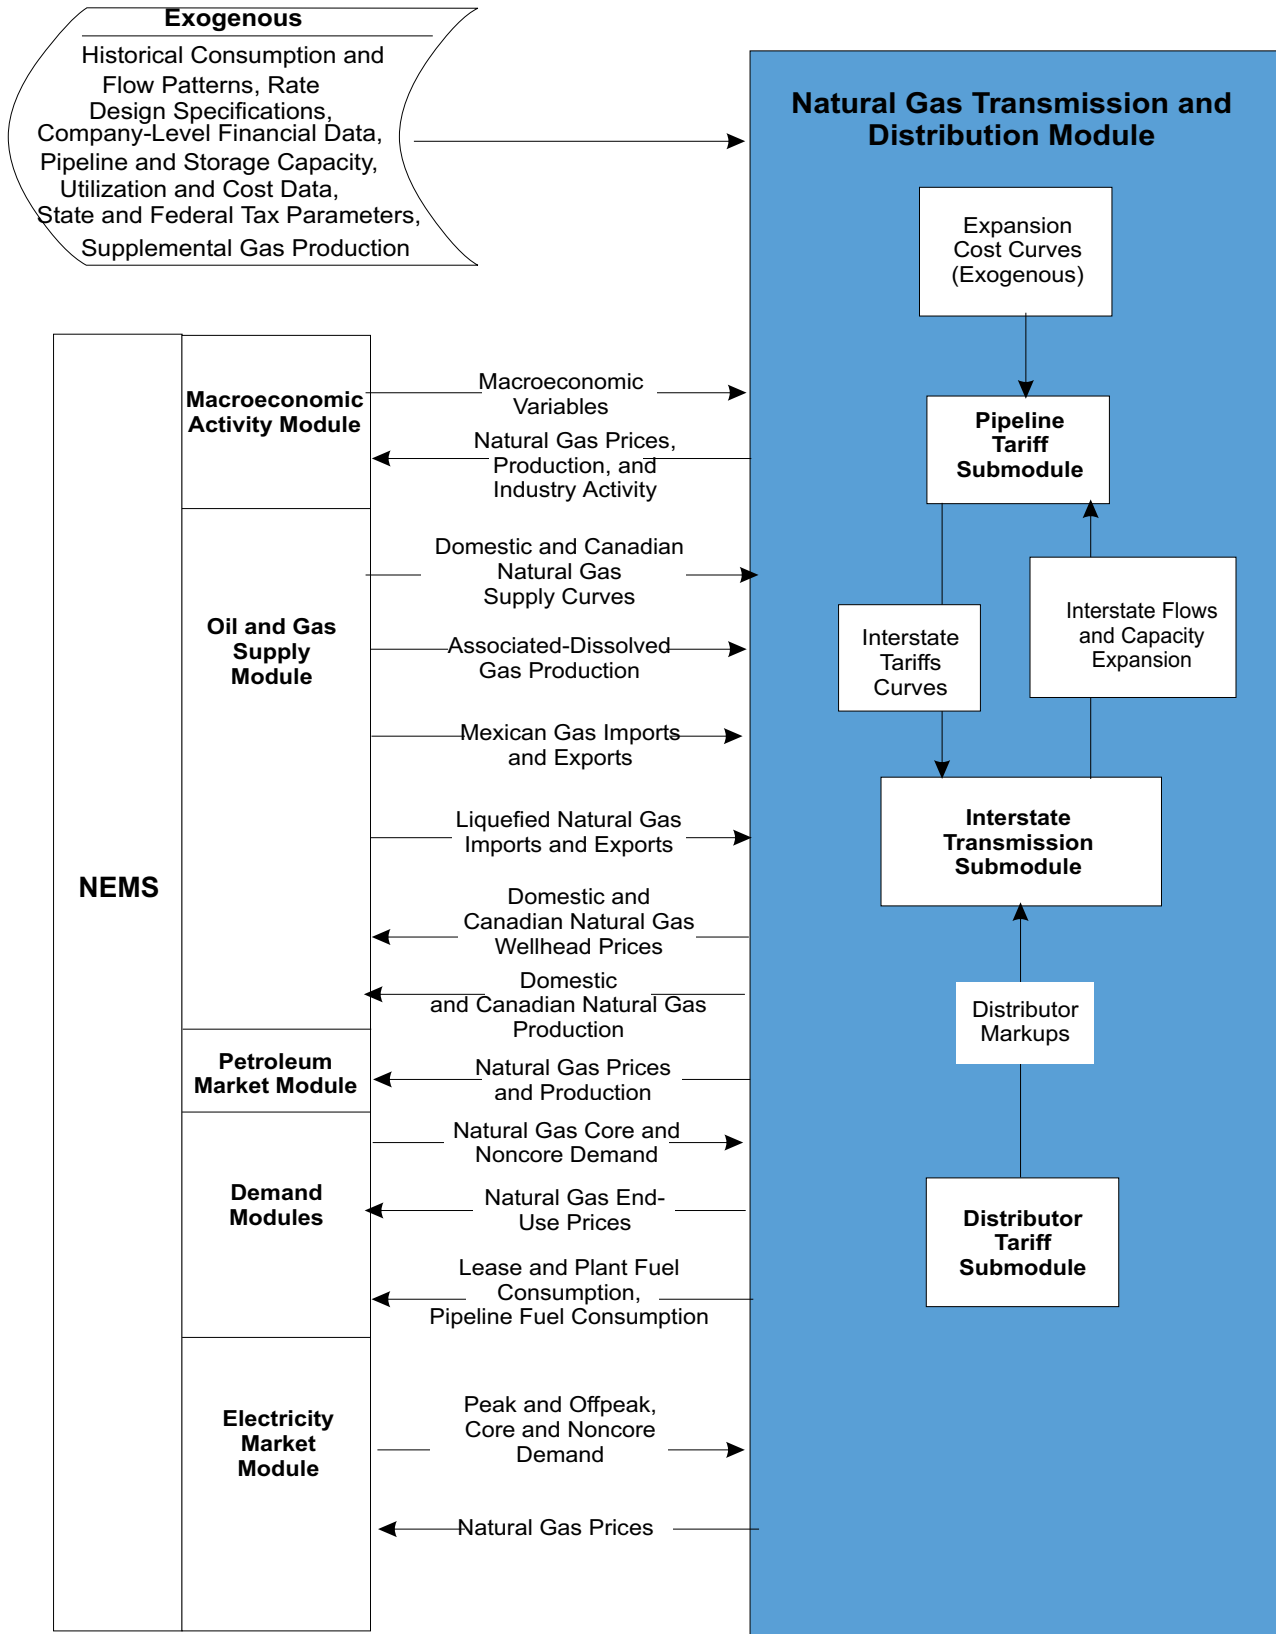 Exogenous
Historical Consumption and
Flow Patterns, Rate
Design Specifications,
Company-Level Financial Data,
Pipeline and Storage Capacity,
Utilization and Cost Data,
State and Federal Tax Parameters,
Supplemental Gas Production
Natural Gas Transmission and
Distribution Module
Expansion
Cost Curves
(Exogenous)
Pipeline
Tariff
Submodule
Interstate
Tariffs
Curves
Interstate Flows
and Capacity
Expansion
Interstate
Transmission
Submodule
Distributor
Markups
Distributor
Tariff
Submodule
NEMS
Macroeconomic
Activity Module
Macroeconomic
Variables
Natural Gas Prices,
Production, and
Industry Activity
Oil and Gas
Supply
Module
Domestic and Canadian
Natural Gas
Supply Curves
Associated-Dissolved
Gas Production
Mexican Gas Imports
and Exports
Liquefied Natural Gas
Imports and Exports
Domestic and
Canadian Natural Gas
Wellhead Prices
Domestic
and Canadian Natural Gas
Production
Petroleum
Market Module
Natural Gas Prices
and Production
Demand
Modules
Natural Gas Core and
Noncore Demand
Natural Gas End-
Use Prices
Lease and Plant Fuel
Consumption,
Pipeline Fuel Consumption
Electricity
Market
Module
Peak and Offpeak,
Core and Noncore
Demand
Natural Gas Prices